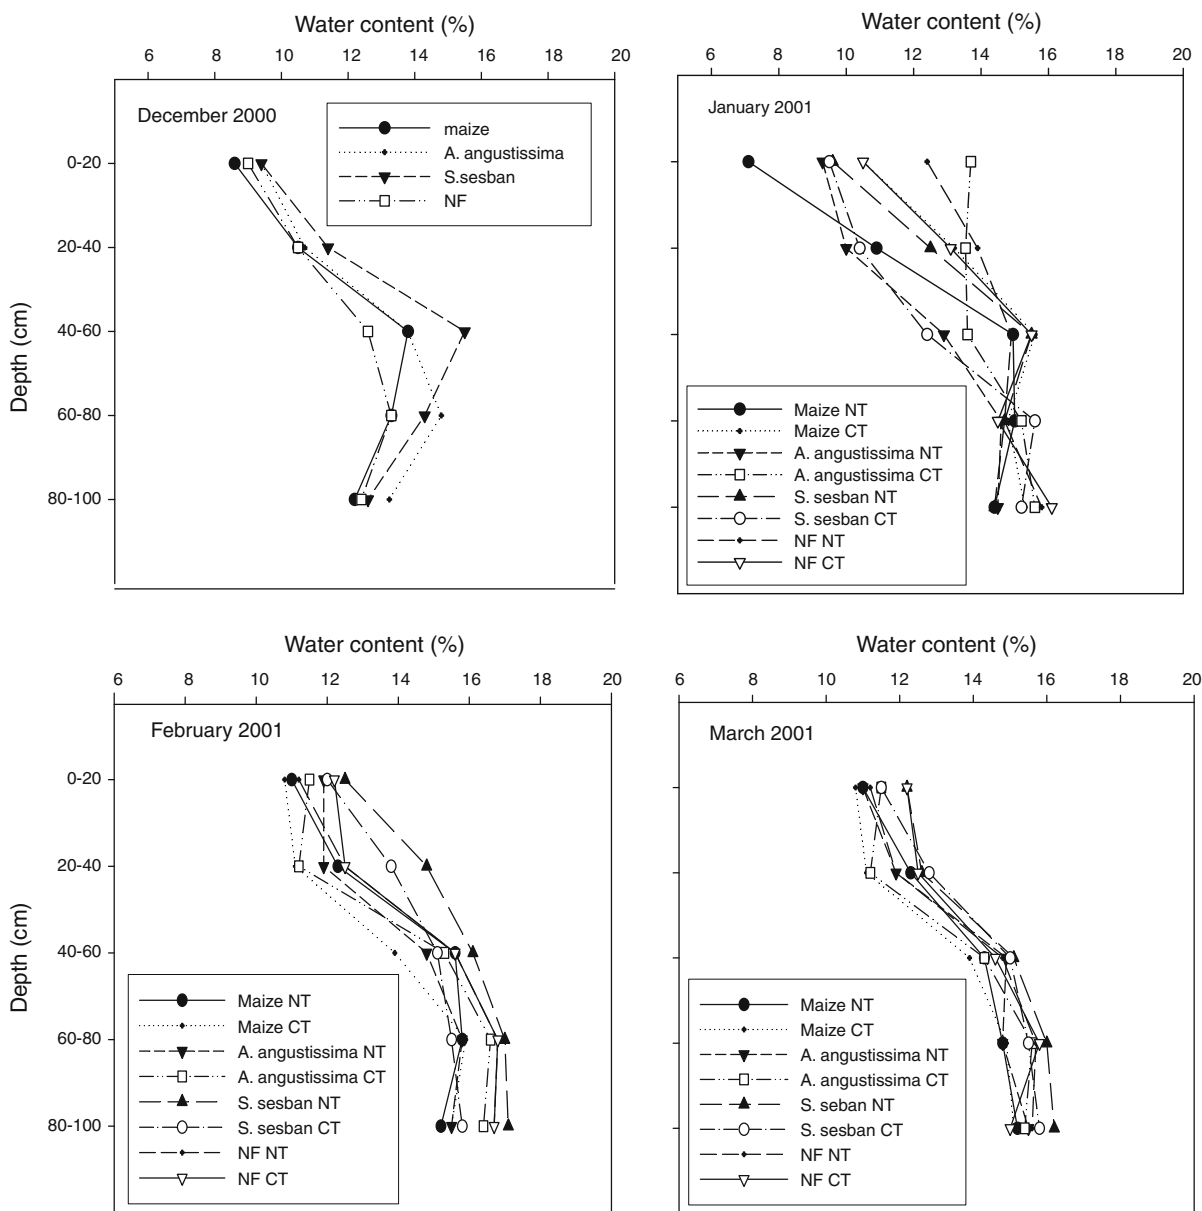 Water content (%)
6 8 10 12 14 16 18 20
December 2000
maize
A. angustissima
S.sesban
NF
Depth (cm)
0-20
20-40
40-60
60-80
80-100
Water content (%)
6 8 10 12 14 16 18 20
January 2001
Maize NT
Maize CT
A. angustissima NT
A. angustissima CT
S. sesban NT
S. sesban CT
NF NT
NF CT
Water content (%)
6 8 10 12 14 16 18 20
February 2001
Depth (cm)
0-20
20-40
40-60
60-80
80-100
Maize NT
Maize CT
A. angustissima NT
A. angustissima CT
S. sesban NT
S. sesban CT
NF NT
NF CT
Water content (%)
6 8 10 12 14 16 18 20
March 2001
Maize NT
Maize CT
A. angustissima NT
A. angustissima CT
S. seban NT
S. sesban CT
NF NT
NF CT